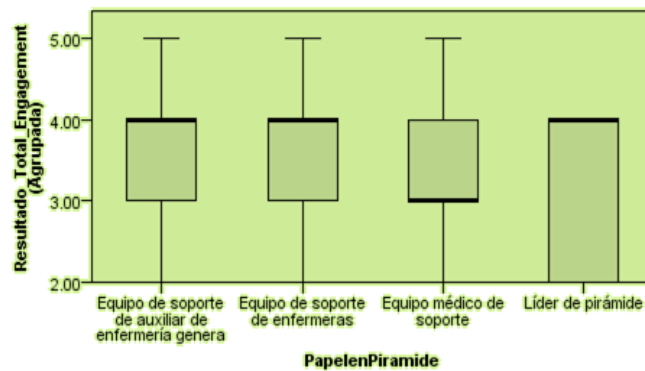 Resultado_Total_Engagement
(Agrupada)
5.00
4.00
3.00
2.00
Equipo de soporte
de auxiliar de
enfermería genera
Equipo de soporte
de enfermeras
Equipo médico de
soporte
Líder de pirámide
PapelenPiramide